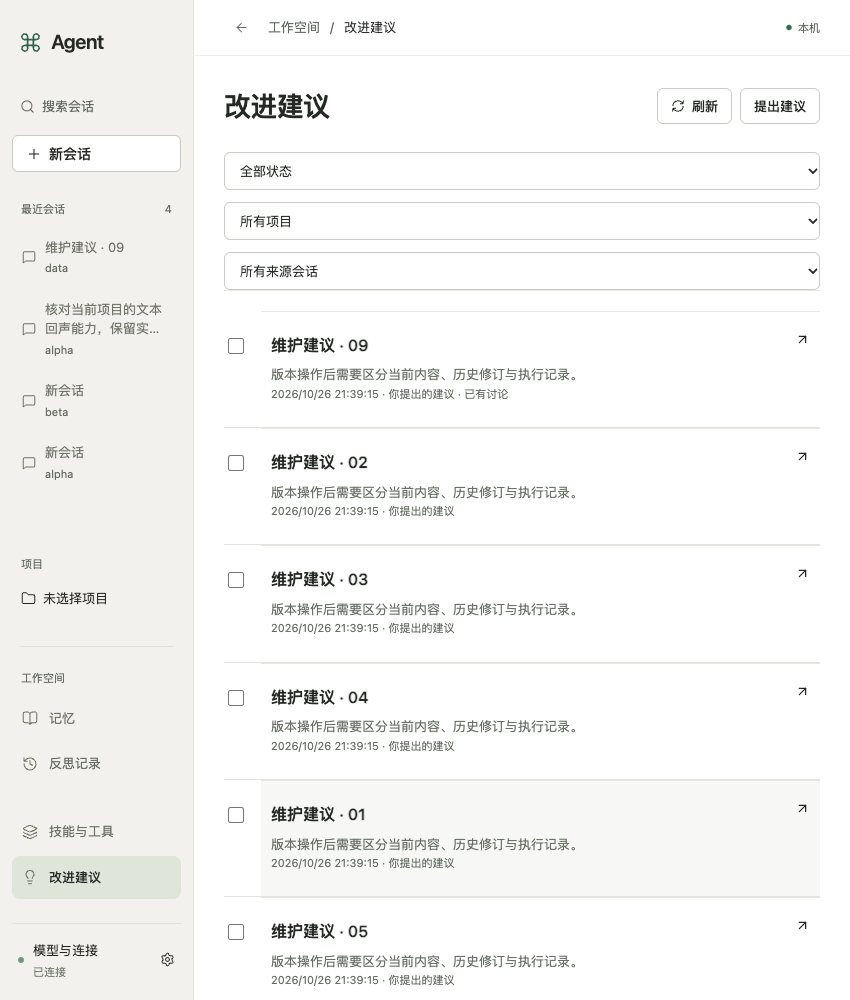 Agent
搜索会话
新会话
最近会话 4
维护建议 · 09
data
核对当前项目的文本
回声能力，保留实...
alpha
新会话
beta
新会话
alpha
项目
未选择项目
工作空间
记忆
反思记录
技能与工具
改进建议
模型与连接
已连接
工作空间 / 改进建议
本机
改进建议
刷新
提出建议
全部状态
所有项目
所有来源会话
维护建议 · 09
版本操作后需要区分当前内容、历史修订与执行记录。
2026/10/26 21:39:15 · 你提出的建议 · 已有讨论
维护建议 · 02
版本操作后需要区分当前内容、历史修订与执行记录。
2026/10/26 21:39:15 · 你提出的建议
维护建议 · 03
版本操作后需要区分当前内容、历史修订与执行记录。
2026/10/26 21:39:15 · 你提出的建议
维护建议 · 04
版本操作后需要区分当前内容、历史修订与执行记录。
2026/10/26 21:39:15 · 你提出的建议
维护建议 · 01
版本操作后需要区分当前内容、历史修订与执行记录。
2026/10/26 21:39:15 · 你提出的建议
维护建议 · 05
版本操作后需要区分当前内容、历史修订与执行记录。
2026/10/26 21:39:15 · 你提出的建议